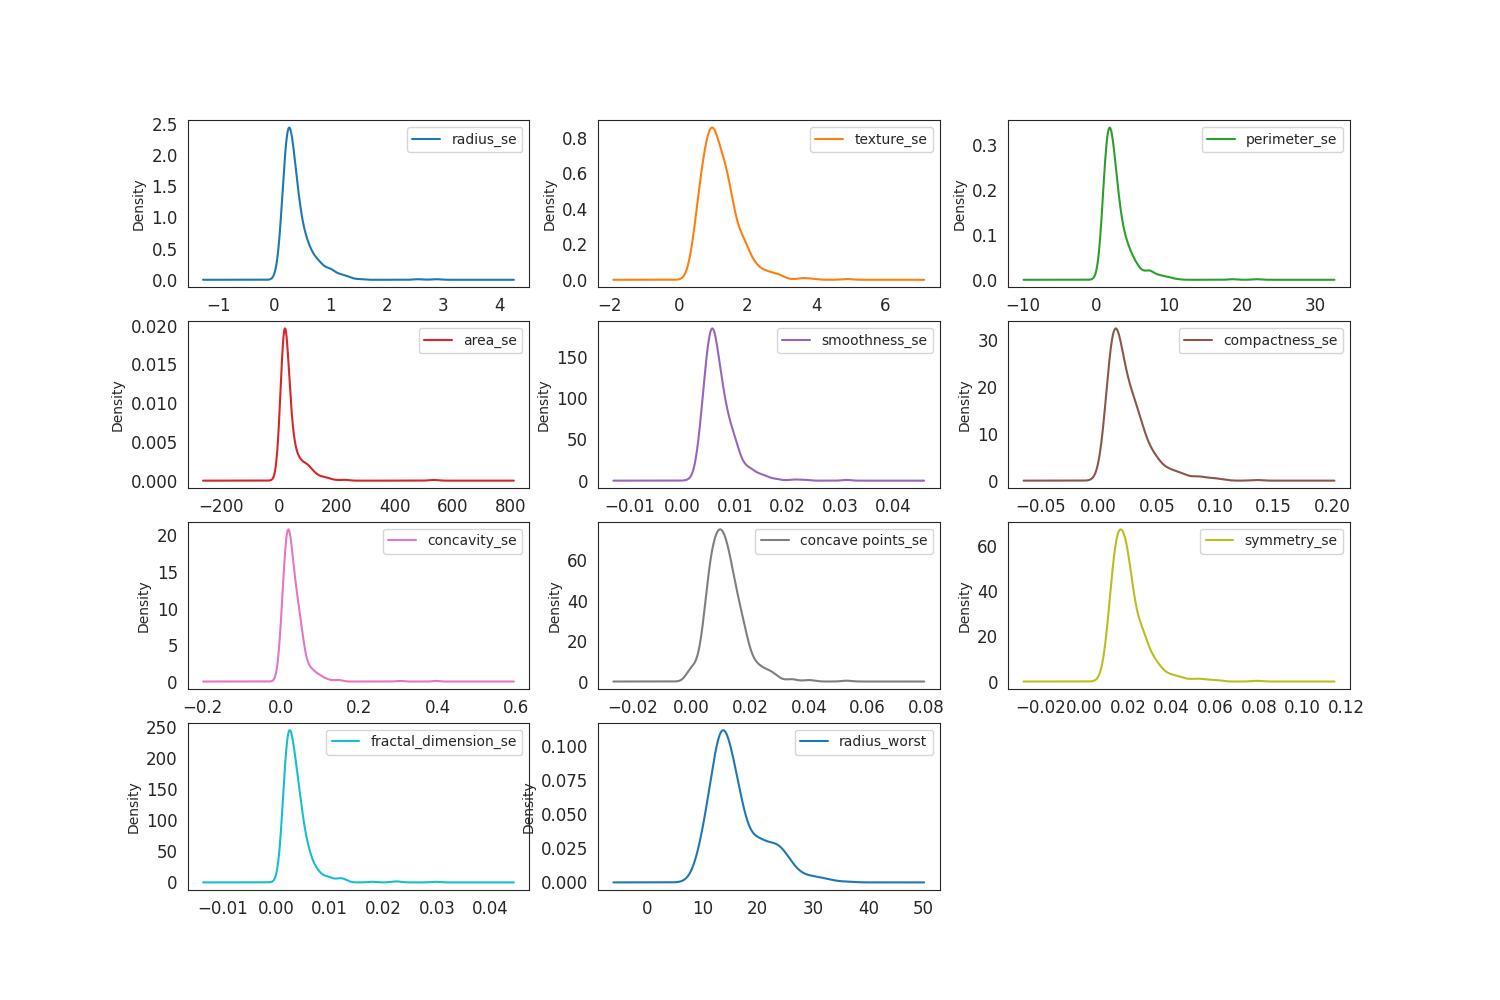 2.5
2.0
1.5
1.0
0.5
0.0
Density
radius_se
−1 0 1 2 3 4
0.8
0.6
0.4
0.2
0.0
Density
texture_se
−2 0 2 4 6
0.3
0.2
0.1
0.0
Density
perimeter_se
−10 0 10 20 30
0.020
0.015
0.010
0.005
0.000
Density
area_se
−200 0 200 400 600 800
150
100
50
0
Density
smoothness_se
−0.01 0.00 0.01 0.02 0.03 0.04
30
20
10
0
Density
compactness_se
−0.05 0.00 0.05 0.10 0.15 0.20
20
15
10
5
0
Density
concavity_se
−0.2 0.0 0.2 0.4 0.6
60
40
20
0
Density
concave points_se
−0.02 0.00 0.02 0.04 0.06 0.08
60
40
20
0
Density
symmetry_se
−0.02 0.00 0.02 0.04 0.06 0.08 0.10 0.12
250
200
150
100
50
0
Density
fractal_dimension_se
−0.01 0.00 0.01 0.02 0.03 0.04
0.100
0.075
0.050
0.025
0.000
Density
radius_worst
0 10 20 30 40 50